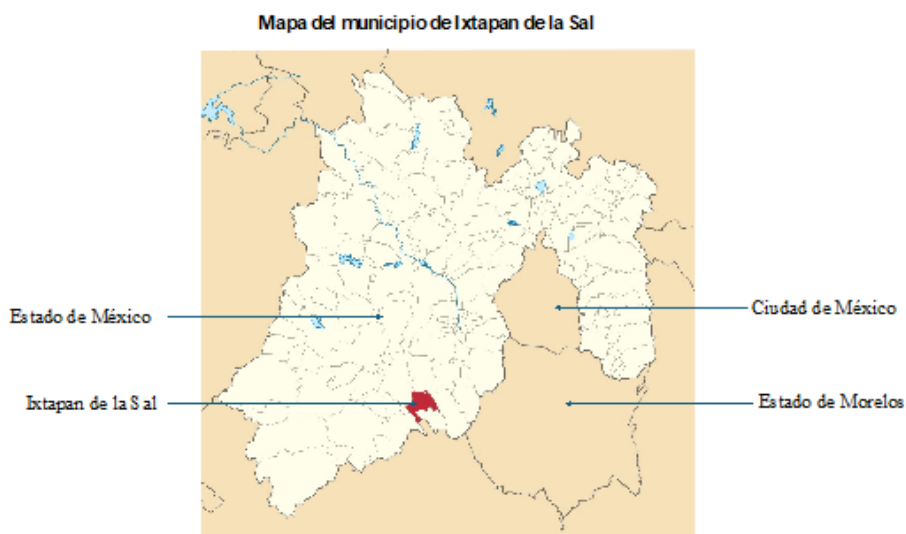 Mapa del municipio de Ixtapan de la Sal
Estado de México
Ciudad de México
Ixtapan de la Sal
Estado de Morelos